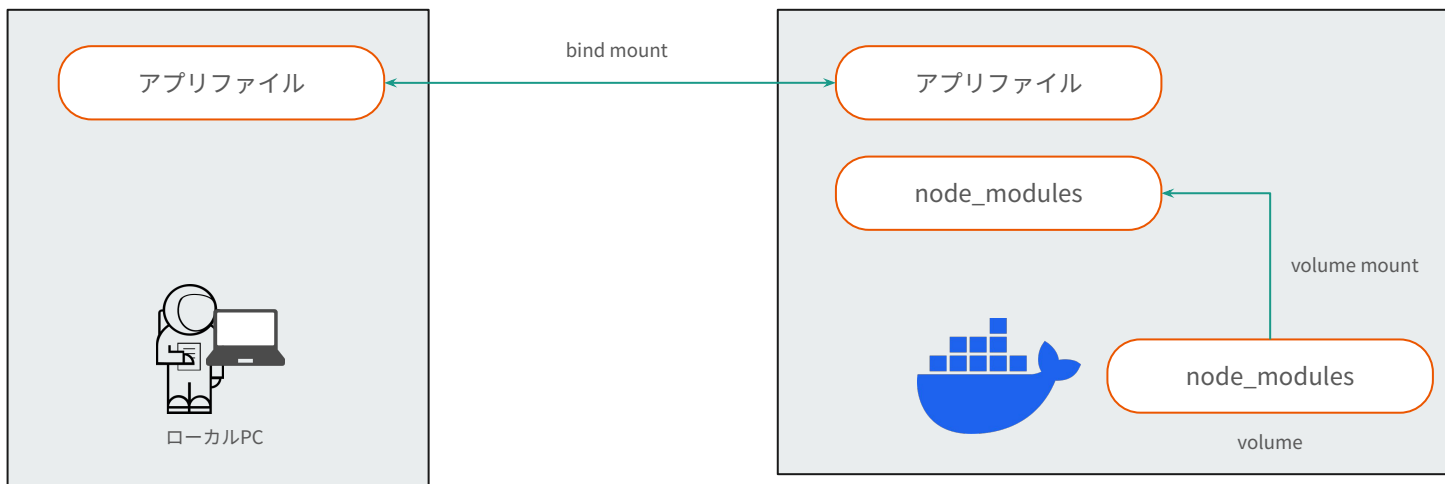 アプリファイル
bind mount
アプリファイル
node_modules
volume mount
node_modules
volume
ローカルPC